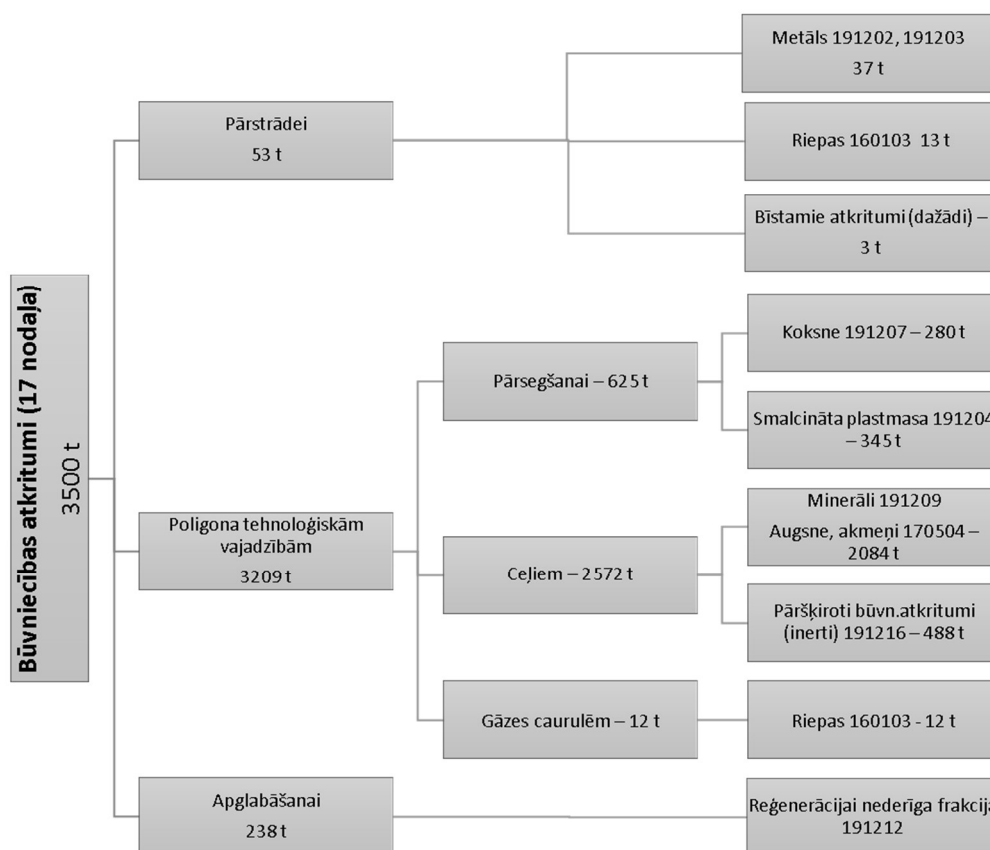 Būvniecības atkritumi (17 nodaļa)
3500 t
Pārstrādei
53 t
Metāls 191202, 191203
37 t
Riepas 160103 13 t
Bīstamie atkritumi (dažādi) –
3 t
Poligona tehnoloģiskām
vajadzībām
3209 t
Pārsegšanai – 625 t
Koksne 191207 – 280 t
Smalcināta plastmasa 191204
– 345 t
Ceļiem – 2572 t
Minerāli 191209
Augsne, akmeņi 170504 –
2084 t
Pāršķiroti būvn.atkritumi
(inerti) 191216 – 488 t
Gāzes caurulēm – 12 t
Riepas 160103 - 12 t
Apglabāšanai
238 t
Reģenerācijai nederīga frakcija
191212